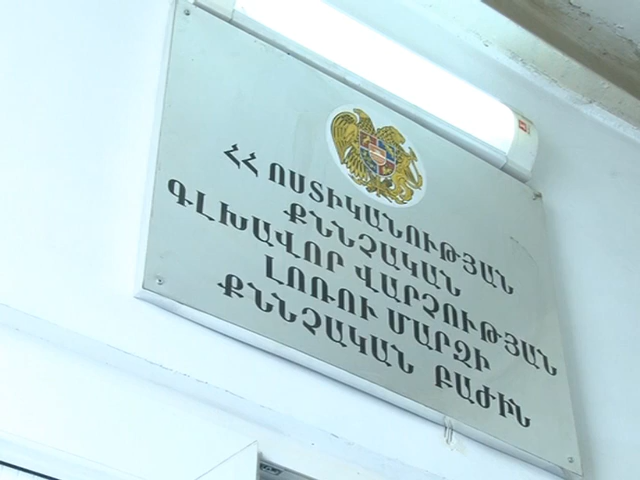 ՀՀ ՈՍՏԻԿԱՆՈՒԹՅԱՆ
ՔՆՆՉԱԿԱՆ
ԳԼԽԱՎՈՐ ՎԱՐՉՈՒԹՅԱՆ
ԼՈՌՈՒ ՄԱՐԶԻ
ՔՆՆՉԱԿԱՆ ԲԱԺԻՆ